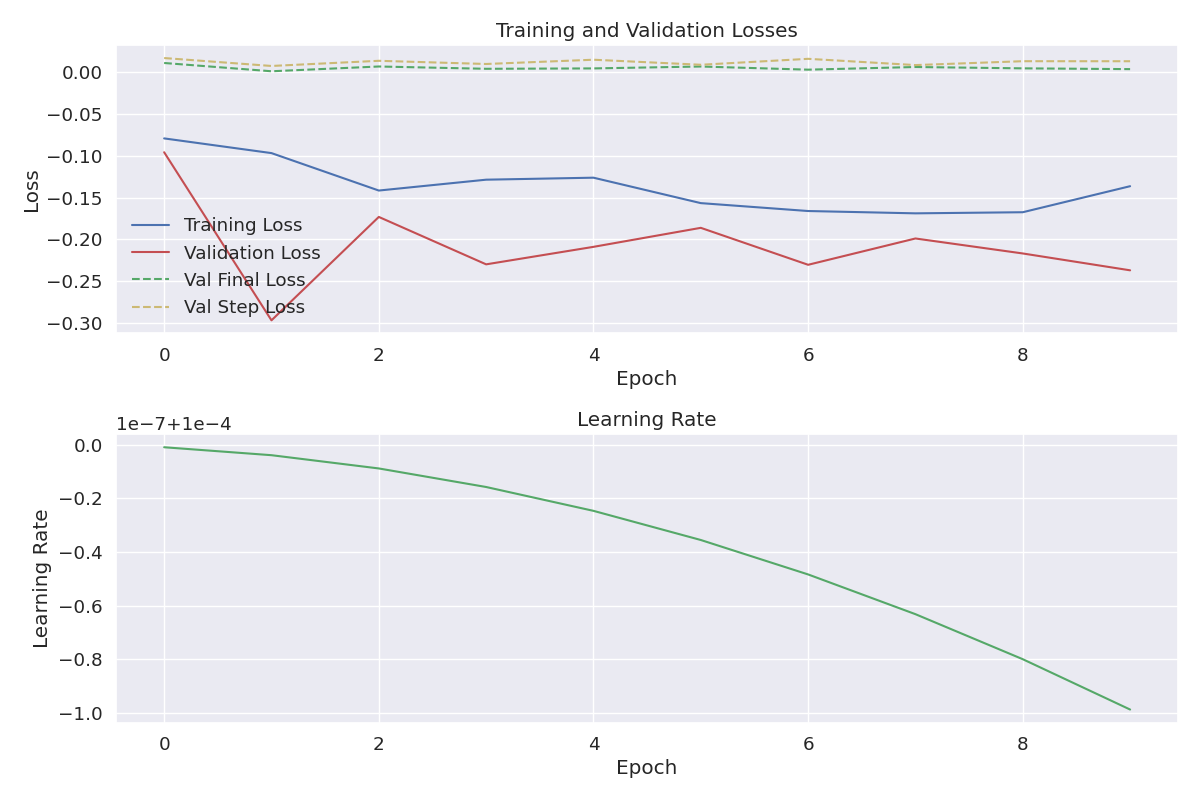 Training and Validation Losses
0.00
−0.05
−0.10
−0.15
−0.20
−0.25
−0.30
Loss
Training Loss
Validation Loss
Val Final Loss
Val Step Loss
0 2 4 6 8
Epoch
1e−7+1e−4
Learning Rate
0.0
−0.2
−0.4
−0.6
−0.8
−1.0
Learning Rate
0 2 4 6 8
Epoch